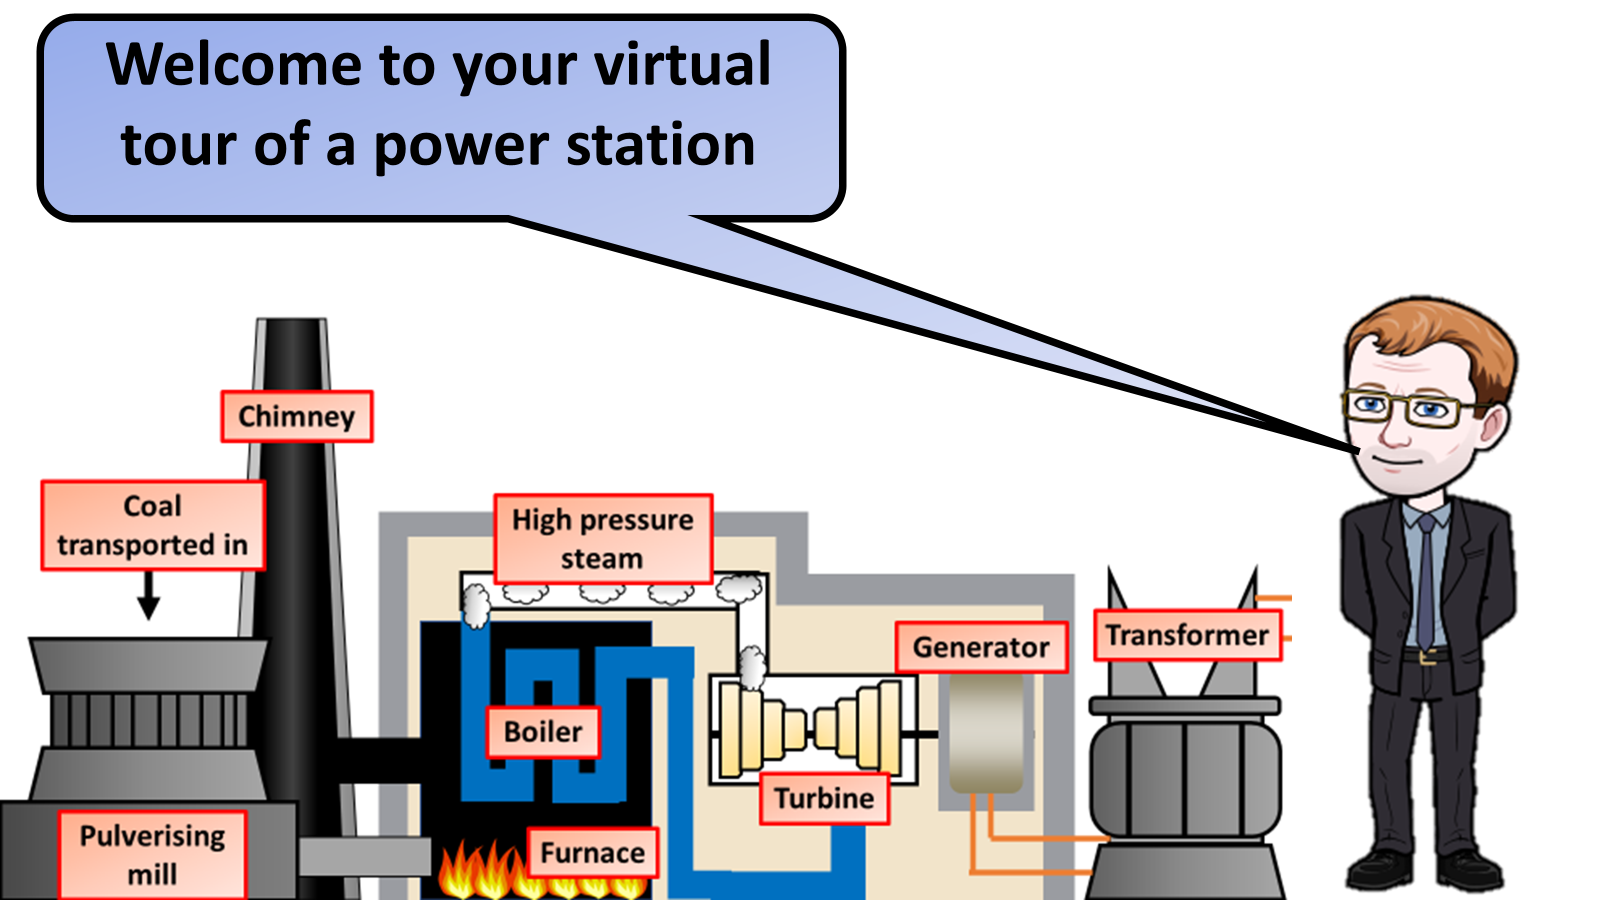 Welcome to your virtual
tour of a power station
Chimney
Coal
transported in
High pressure
steam
Generator
Transformer
Boiler
Turbine
Pulverising
mill
Furnace